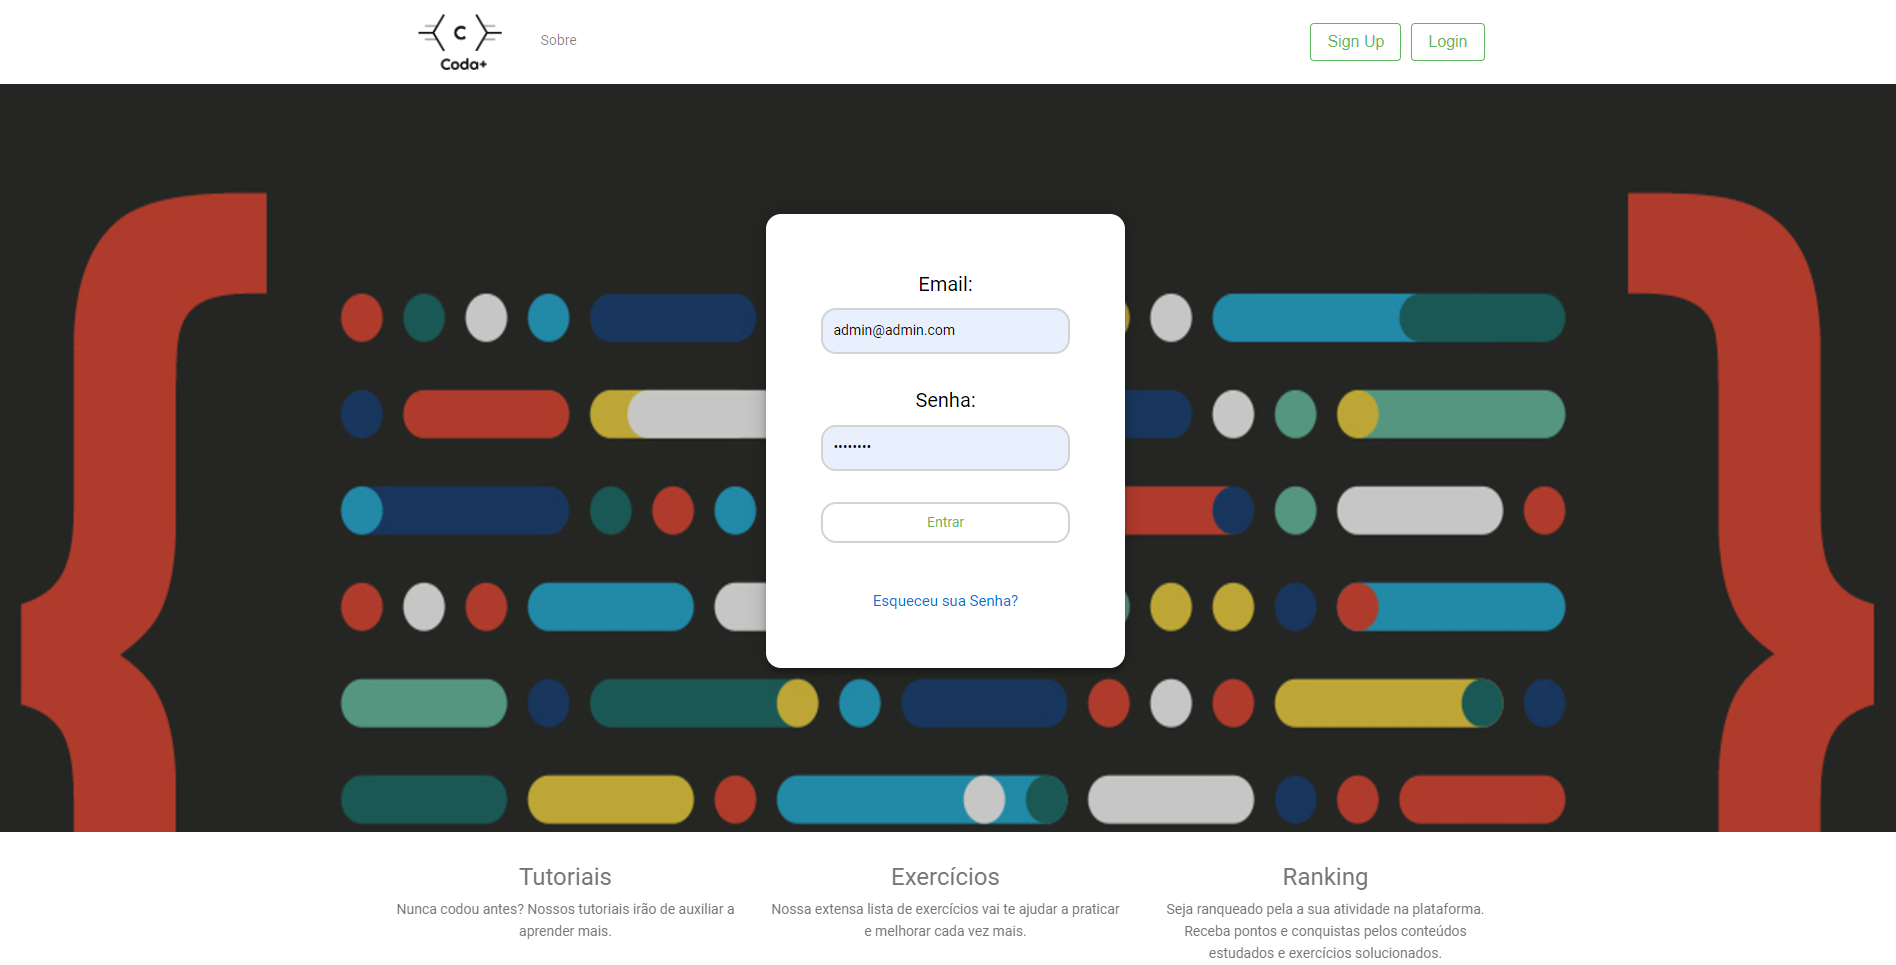 C
Coda+
Sobre
Sign Up
Login
Email:
admin@admin.com
Senha:
••••••••
Entrar
Esqueceu sua Senha?
Tutoriais
Nunca codou antes? Nossos tutoriais irão de auxiliar a
aprender mais.
Exercícios
Nossa extensa lista de exercícios vai te ajudar a praticar
e melhorar cada vez mais.
Ranking
Seja ranqueado pela a sua atividade na plataforma.
Receba pontos e conquistas pelos conteúdos
estudados e exercícios solucionados.